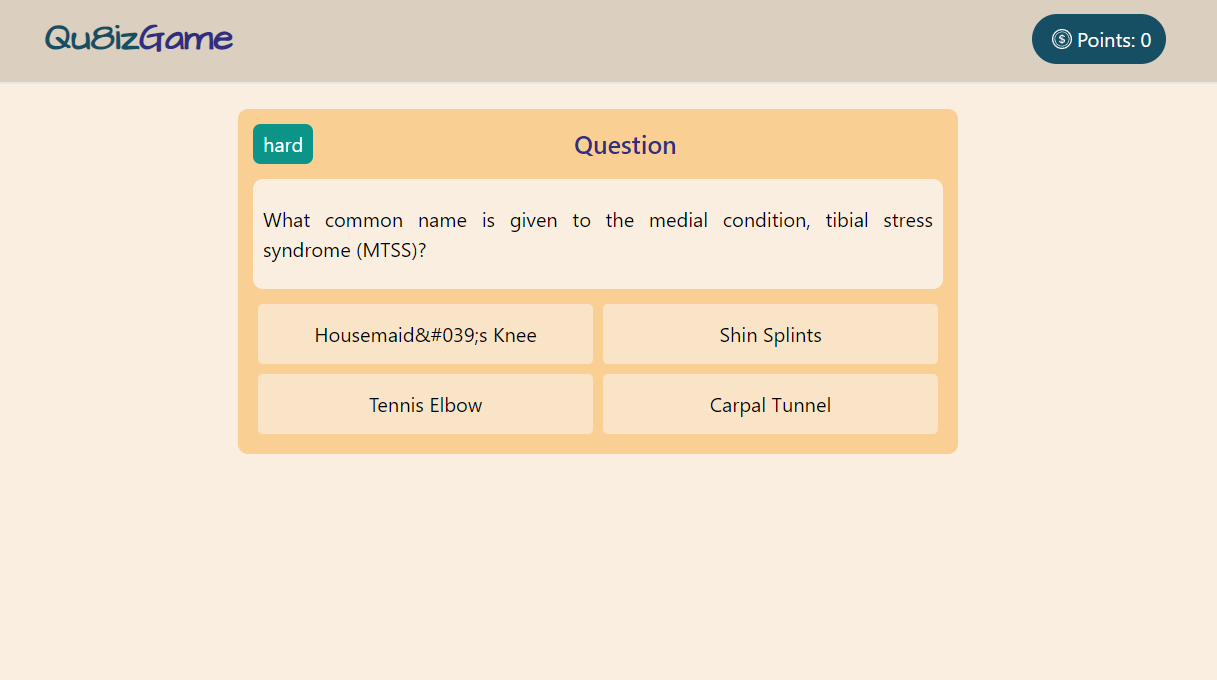 Qu8izGame
Points: 0
hard
Question
What common name is given to the medial condition, tibial stress
syndrome (MTSS)?
Housemaid&#039;s Knee
Shin Splints
Tennis Elbow
Carpal Tunnel